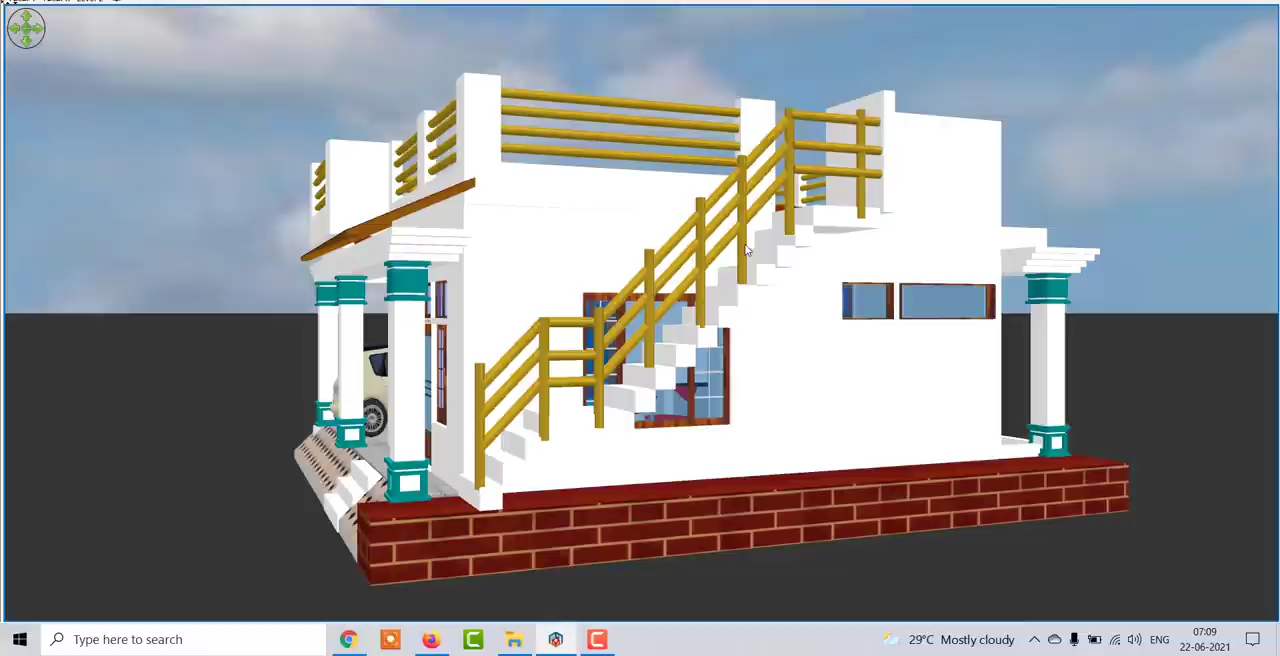 Type here to search
29°C Mostly cloudy
ENG
07:09
22-06-2021